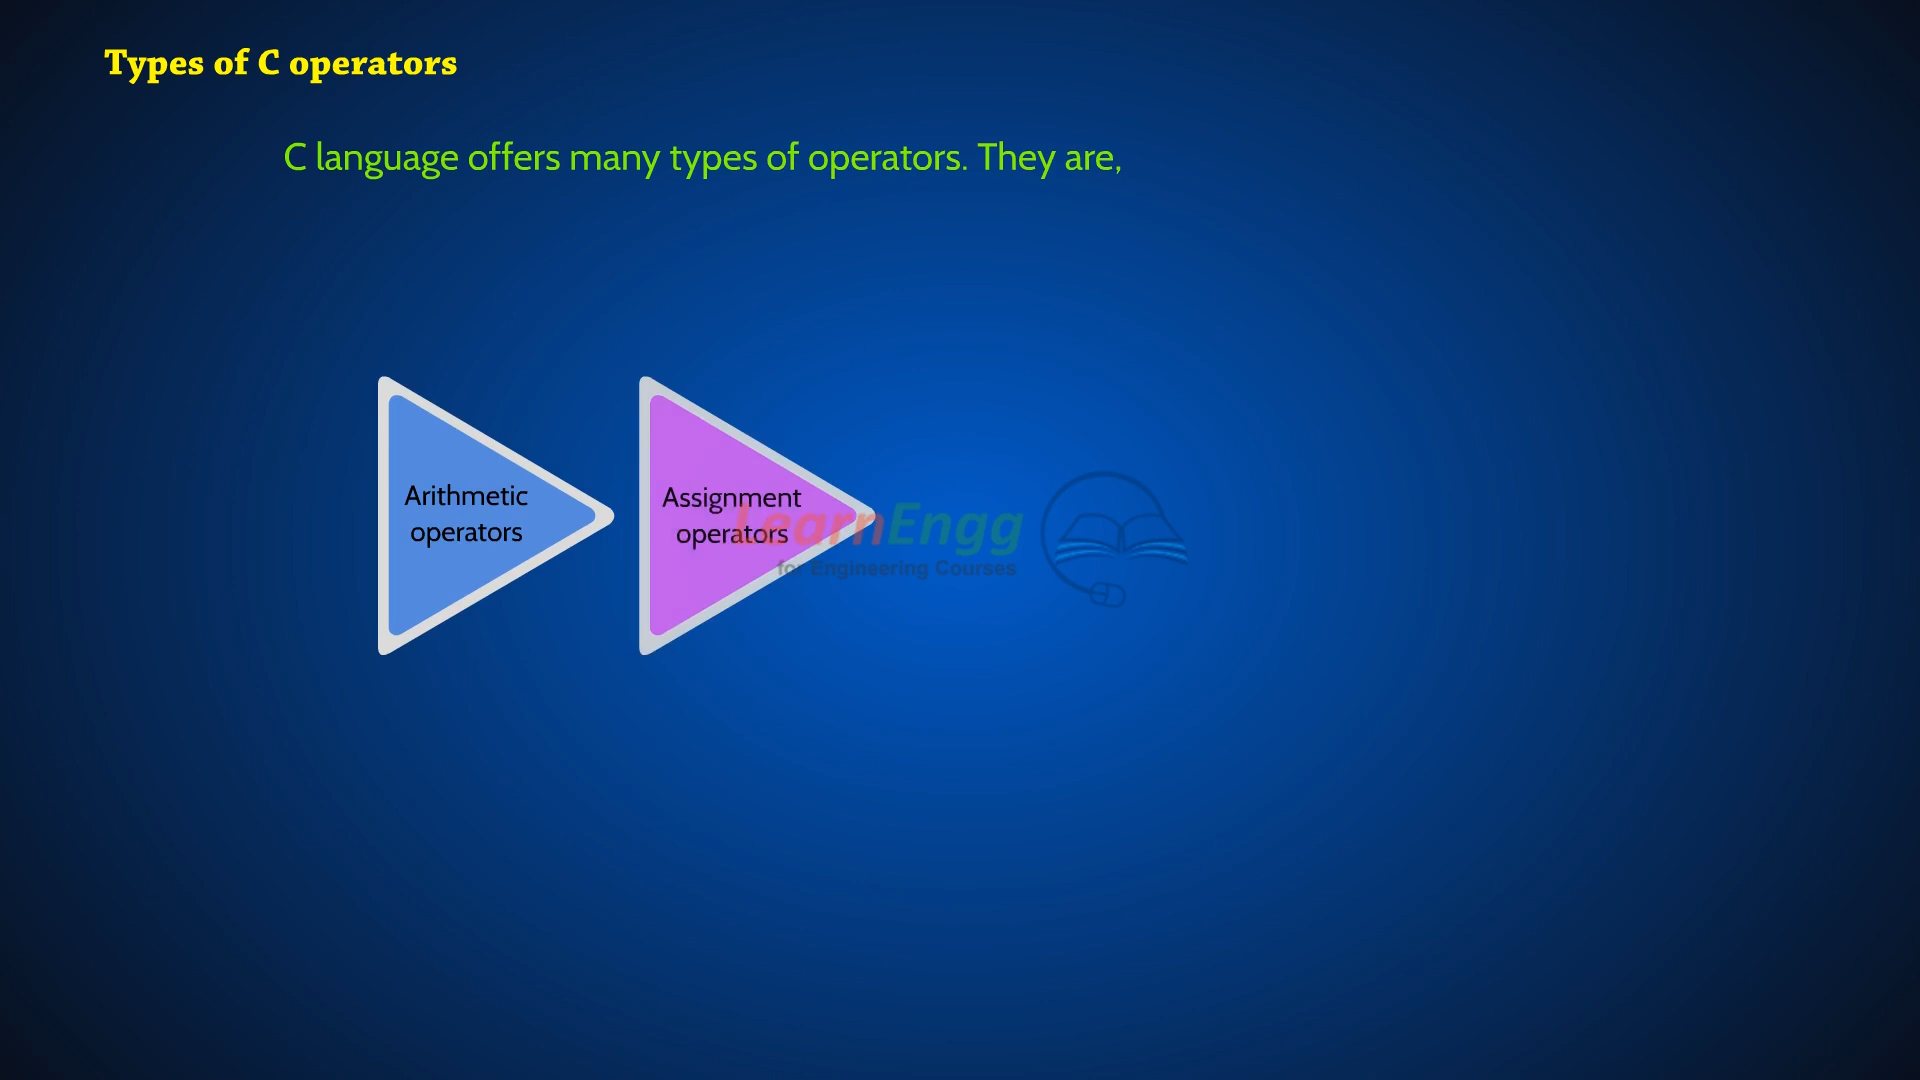 Types of C operators
C language offers many types of operators. They are,
Arithmetic
operators
Assignment
operators
LearnEngg
for Engineering Courses